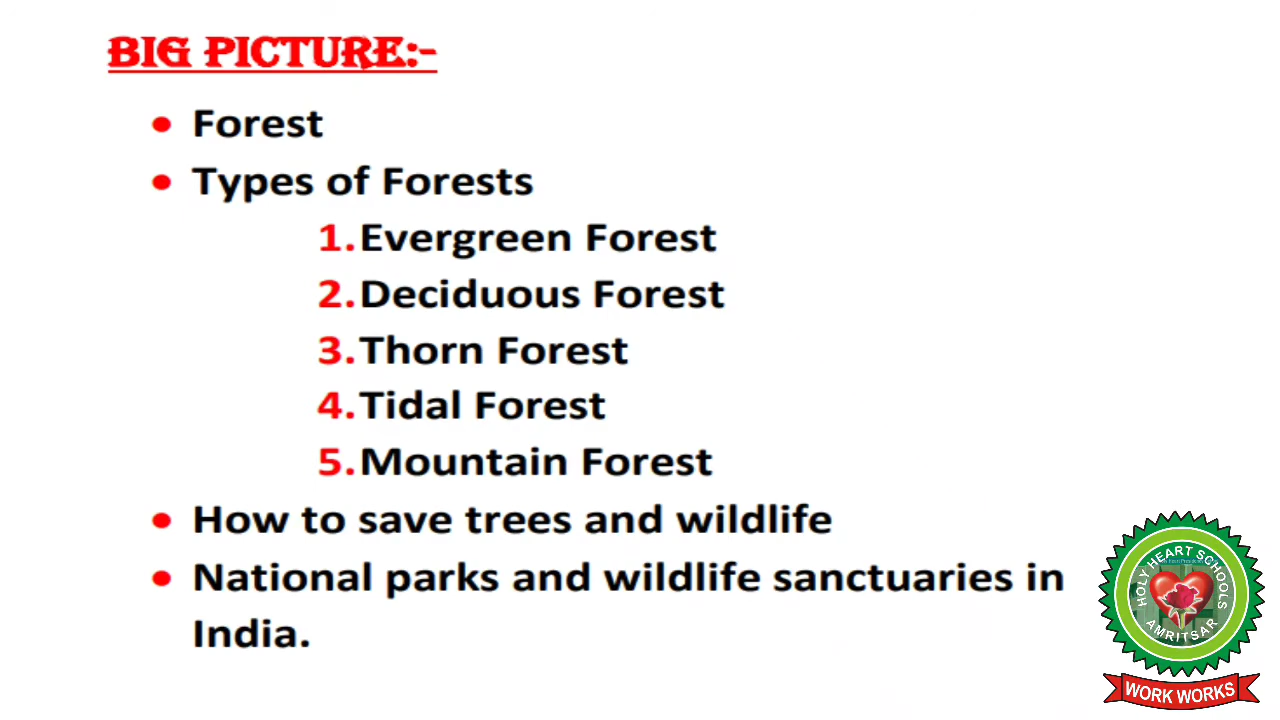 BIG PICTURE:-
• Forest
• Types of Forests
1. Evergreen Forest
2. Deciduous Forest
3. Thorn Forest
4. Tidal Forest
5. Mountain Forest
• How to save trees and wildlife
• National parks and wildlife sanctuaries in
India.
HOLY HEART SCHOOLS
AMRITSAR
WORK WORKS